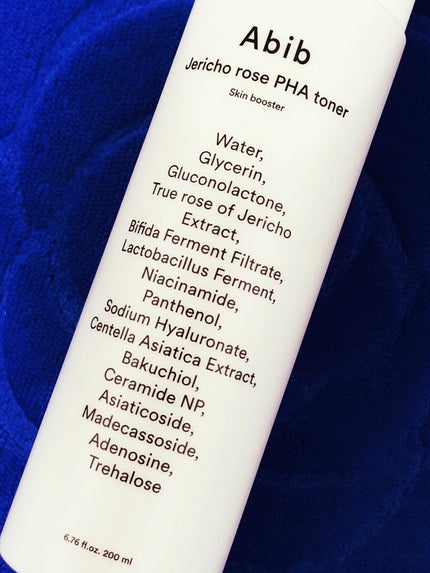 Abib
Jericho rose PHA toner
Skin booster
Water,
Glycerin,
Gluconolactone,
True rose of Jericho
Extract,
Bifida Ferment Filtrate,
Lactobacillus Ferment,
Niacinamide,
Panthenol,
Sodium Hyaluronate,
Centella Asiatica Extract,
Bakuchiol,
Ceramide NP,
Asiaticoside,
Madecassoside,
Adenosine,
Trehalose
6.76 fl.oz. 200 ml